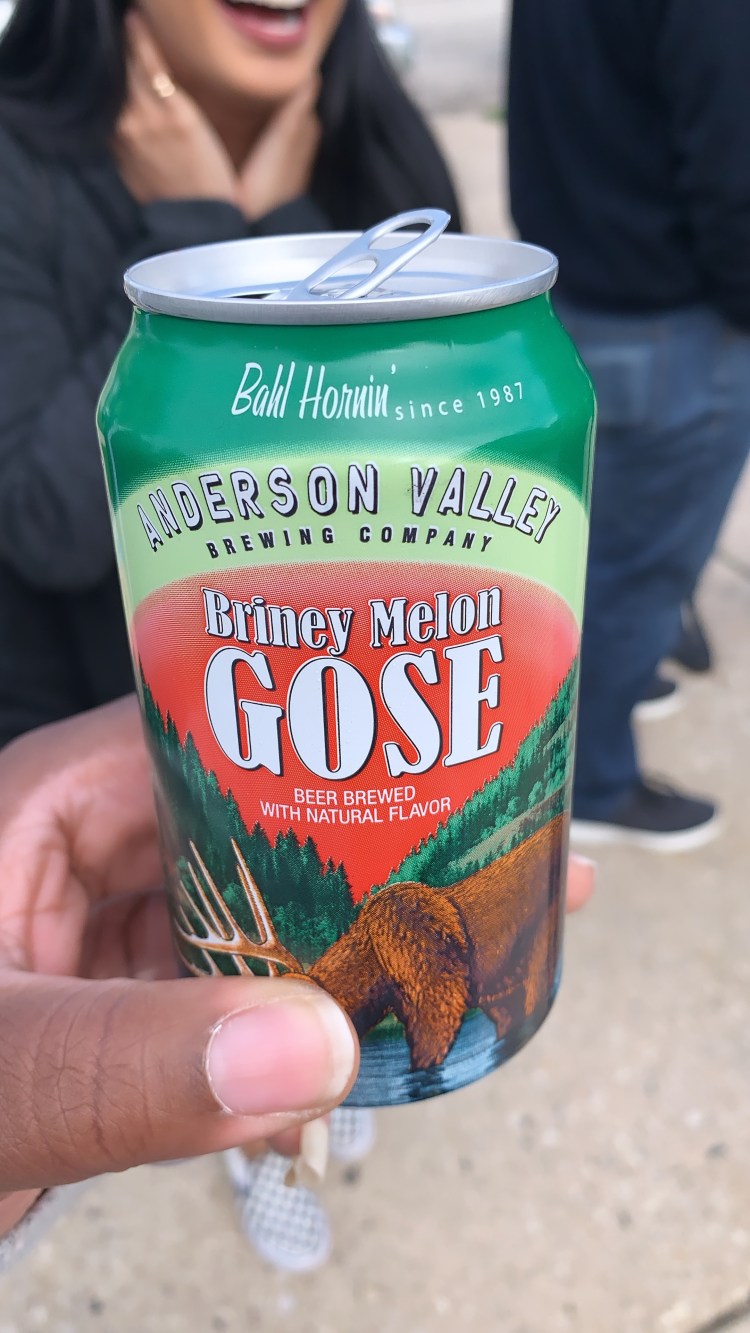 Bahl Hornin' since 1987
ANDERSON VALLEY
BREWING COMPANY
Briney Melon
GOSE
BEER BREWED
WITH NATURAL FLAVOR